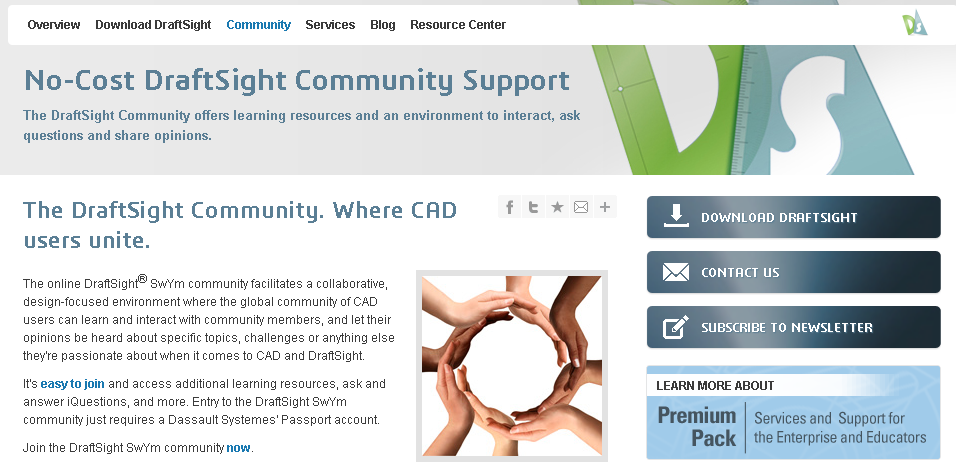 Overview Download DraftSight Community Services Blog Resource Center
DS
No-Cost DraftSight Community Support
The DraftSight Community offers learning resources and an environment to interact, ask
questions and share opinions.
DS
The DraftSight Community. Where CAD
users unite.
The online DraftSight® SwYm community facilitates a collaborative,
design-focused environment where the global community of CAD
users can learn and interact with community members, and let their
opinions be heard about specific topics, challenges or anything else
they're passionate about when it comes to CAD and DraftSight.
It's easy to join and access additional learning resources, ask and
answer iQuestions, and more. Entry to the DraftSight SwYm
community just requires a Dassault Systemes' Passport account.
Join the DraftSight SwYm community now.
DOWNLOAD DRAFTSIGHT
CONTACT US
SUBSCRIBE TO NEWSLETTER
LEARN MORE ABOUT
Premium
Pack
Services and Support for
the Enterprise and Educators